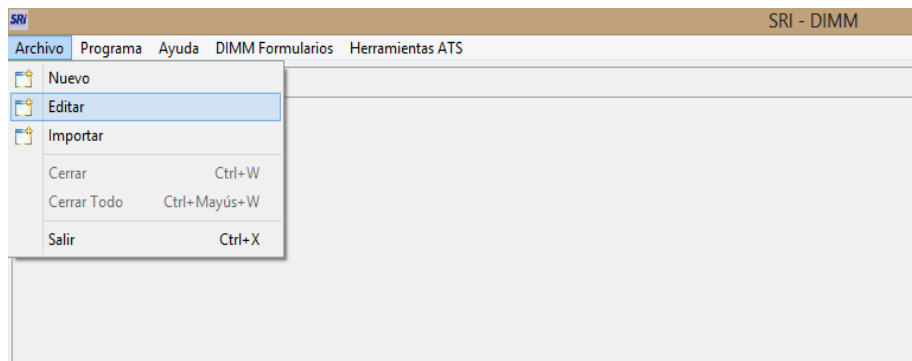 SRi SRI - DIMM
Archivo Programa Ayuda DIMM Formularios Herramientas ATS
Nuevo
Editar
Importar
Cerrar Ctrl+W
Cerrar Todo Ctrl+Mayús+W
Salir Ctrl+X